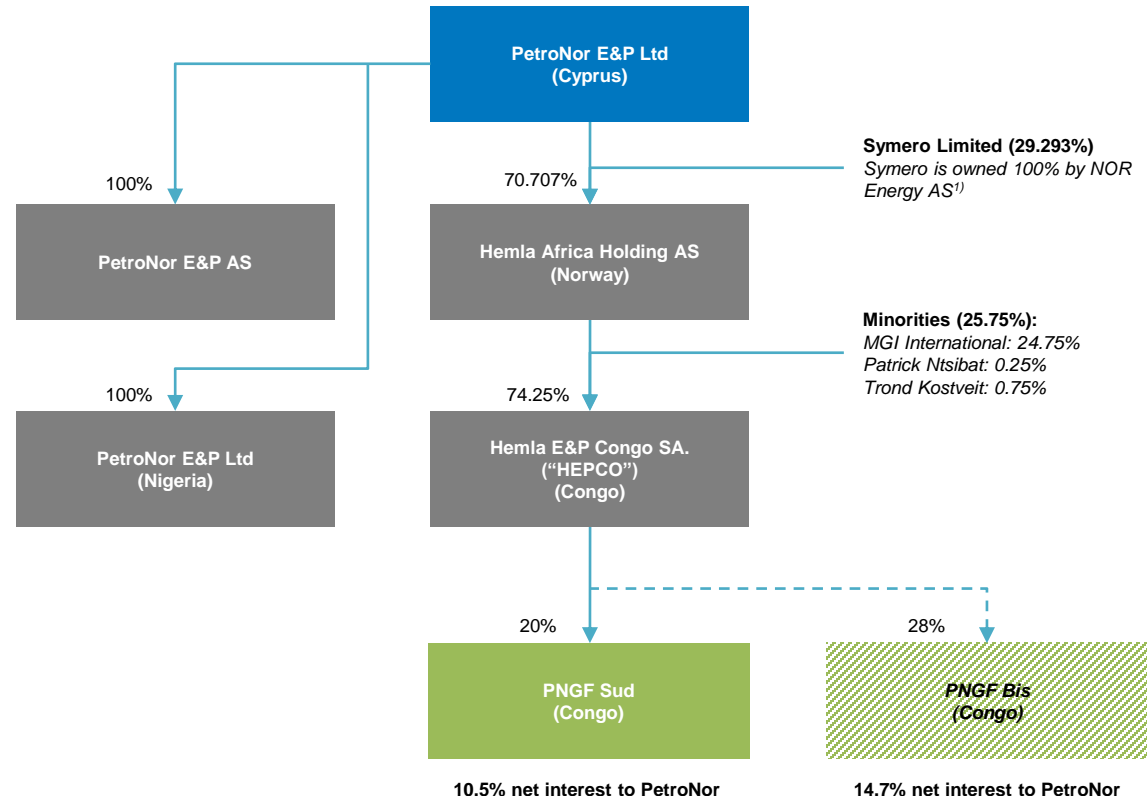 PetroNor E&P Ltd
(Cyprus)
Symero Limited (29.293%)
Symero is owned 100% by NOR
Energy AS1)
100%
70.707%
PetroNor E&P AS
Hemla Africa Holding AS
(Norway)
Minorities (25.75%):
MGI International: 24.75%
Patrick Ntsibat: 0.25%
Trond Kostveit: 0.75%
100%
74.25%
PetroNor E&P Ltd
(Nigeria)
Hemla E&P Congo SA.
(“HEPCO”)
(Congo)
20%
28%
PNGF Sud
(Congo)
PNGF Bis
(Congo)
10.5% net interest to PetroNor
14.7% net interest to PetroNor